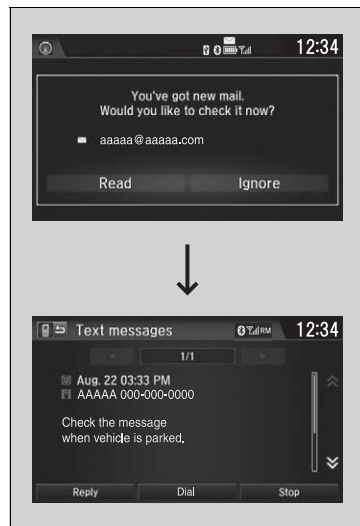 12:34
You've got new mail.
Would you like to check it now?
aaaaa@aaaaa.com
Read Ignore
Text messages RM 12:34
1/1
Aug. 22 03:33 PM
AAAAA 000-000-0000
Check the message
when vehicle is parked.
Reply Dial Stop